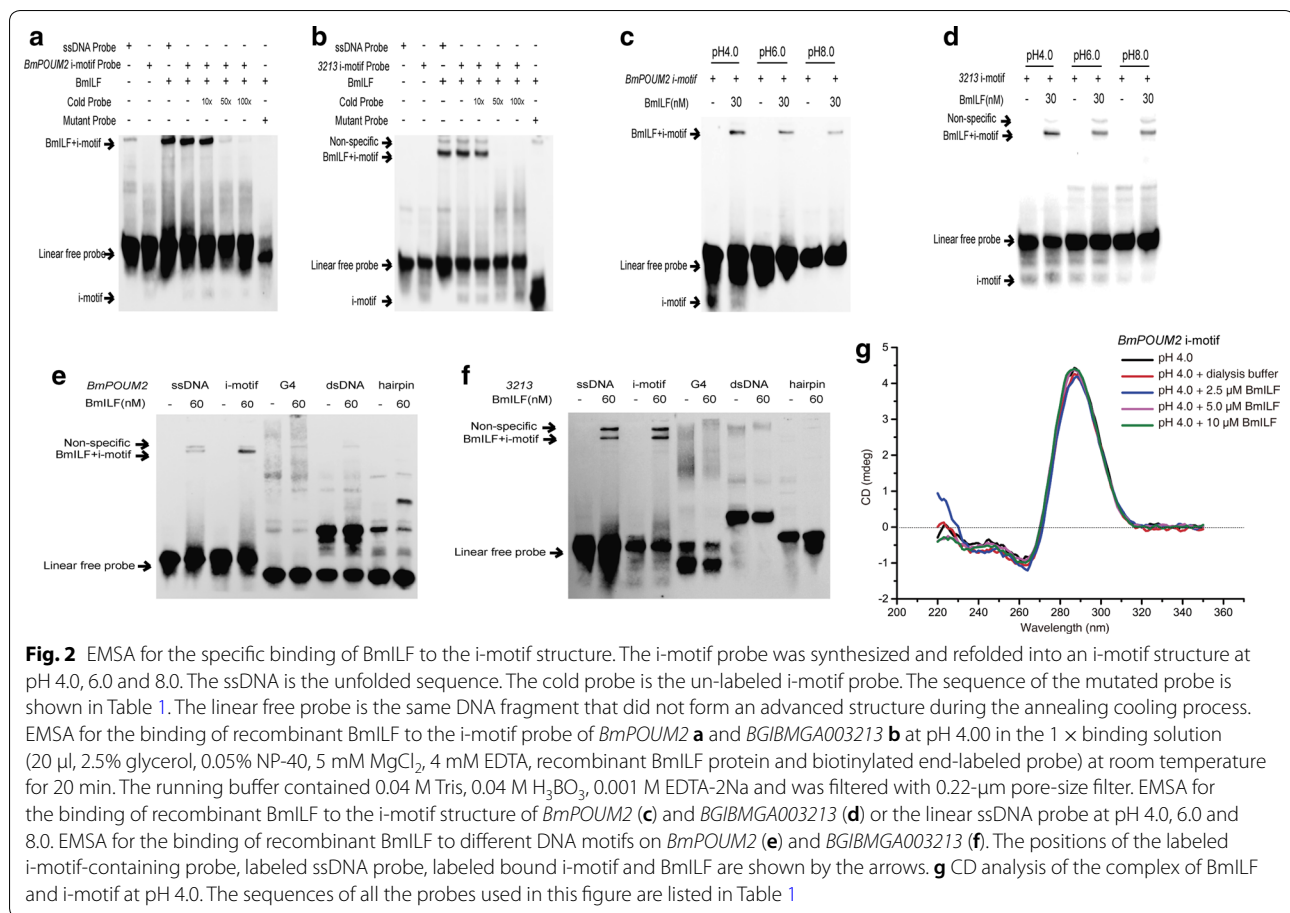 a
ssDNA Probe + - + - - - - -
BmPOUM2 i-motif Probe - + - + + + + -
BmILF - - + + + + + +
Cold Probe - - - - 10x 50x 100x -
Mutant Probe - - - - - - - +
BmILF+i-motif
Linear free probe
i-motif
b
ssDNA Probe + - + - - - - -
3213 i-motif Probe - + - + + + + -
BmILF - - + + + + + +
Cold Probe - - - - 10x 50x 100x -
Mutant Probe - - - - - - - +
Non-specific
BmILF+i-motif
Linear free probe
i-motif
c
pH4.0 pH6.0 pH8.0
BmPOUM2 i-motif + + + + + +
BmILF(nM) - 30 - 30 - 30
BmILF+i-motif
Linear free probe
i-motif
d
pH4.0 pH6.0 pH8.0
3213 i-motif + + + + + +
BmILF(nM) - 30 - 30 - 30
Non-specific
BmILF+i-motif
Linear free probe
i-motif
e
BmPOUM2 ssDNA i-motif G4 dsDNA hairpin
BmILF(nM) - 60 - 60 - 60 - 60 - 60
Non-specific
BmILF+i-motif
Linear free probe
f
3213 ssDNA i-motif G4 dsDNA hairpin
BmILF(nM) - 60 - 60 - 60 - 60 - 60
Non-specific
BmILF+i-motif
Linear free probe
g
BmPOUM2 i-motif
pH 4.0
pH 4.0 + dialysis buffer
pH 4.0 + 2.5 µM BmILF
pH 4.0 + 5.0 µM BmILF
pH 4.0 + 10 µM BmILF
CD (mdeg)
5
4
3
2
1
0
-1
-2
200 220 240 260 280 300 320 340 360
Wavelength (nm)
Fig. 2 EMSA for the specific binding of BmILF to the i-motif structure. The i-motif probe was synthesized and refolded into an i-motif structure at
pH 4.0, 6.0 and 8.0. The ssDNA is the unfolded sequence. The cold probe is the un-labeled i-motif probe. The sequence of the mutated probe is
shown in Table 1. The linear free probe is the same DNA fragment that did not form an advanced structure during the annealing cooling process.
EMSA for the binding of recombinant BmILF to the i-motif probe of BmPOUM2 a and BGIBMGA003213 b at pH 4.00 in the 1 × binding solution
(20 µl, 2.5% glycerol, 0.05% NP-40, 5 mM MgCl₂, 4 mM EDTA, recombinant BmILF protein and biotinylated end-labeled probe) at room temperature
for 20 min. The running buffer contained 0.04 M Tris, 0.04 M H₃BO₃, 0.001 M EDTA-2Na and was filtered with 0.22-µm pore-size filter. EMSA for
the binding of recombinant BmILF to the i-motif structure of BmPOUM2 (c) and BGIBMGA003213 (d) or the linear ssDNA probe at pH 4.0, 6.0 and
8.0. EMSA for the binding of recombinant BmILF to different DNA motifs on BmPOUM2 (e) and BGIBMGA003213 (f). The positions of the labeled
i-motif-containing probe, labeled ssDNA probe, labeled bound i-motif and BmILF are shown by the arrows. g CD analysis of the complex of BmILF
and i-motif at pH 4.0. The sequences of all the probes used in this figure are listed in Table 1